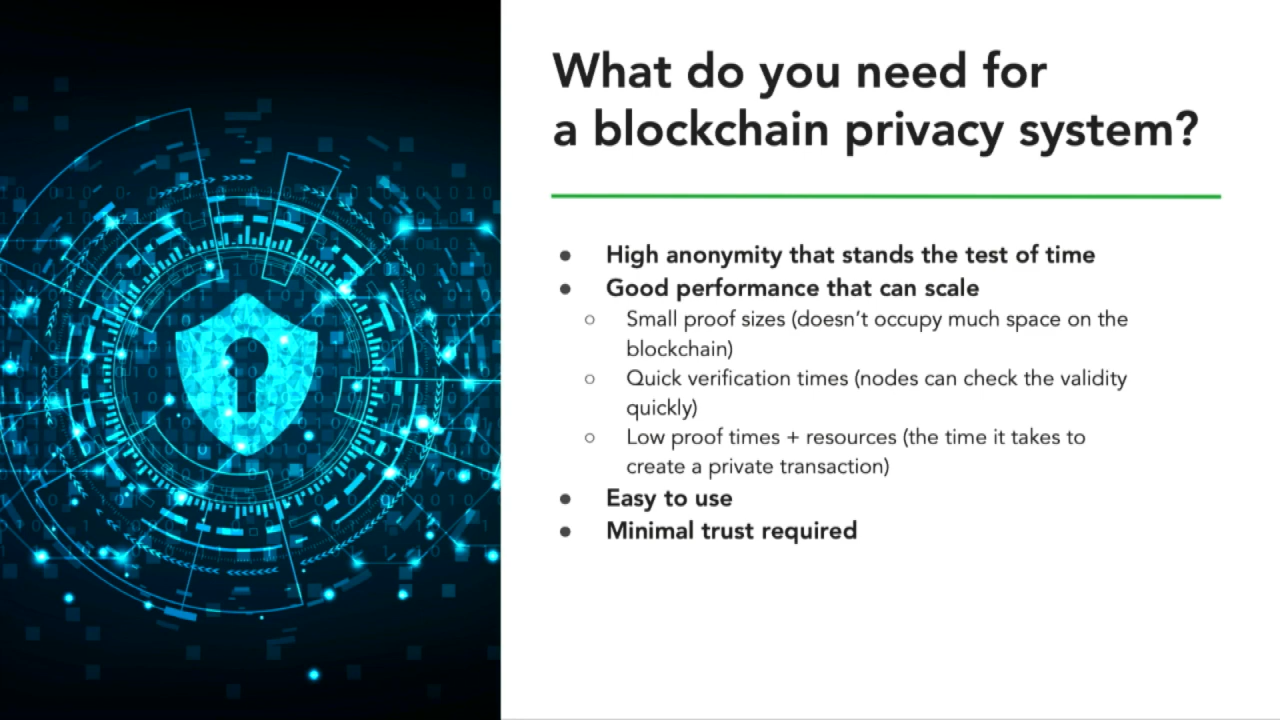 What do you need for
a blockchain privacy system?
● High anonymity that stands the test of time
● Good performance that can scale
○ Small proof sizes (doesn’t occupy much space on the
blockchain)
○ Quick verification times (nodes can check the validity
quickly)
○ Low proof times + resources (the time it takes to
create a private transaction)
● Easy to use
● Minimal trust required